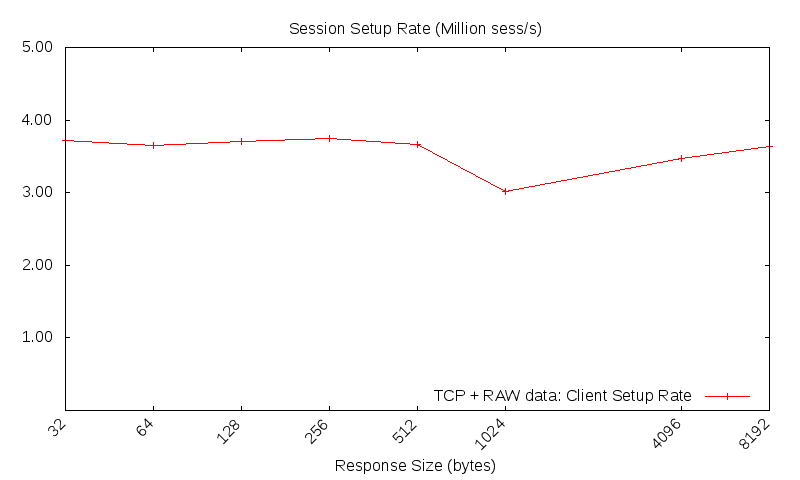 Session Setup Rate (Million sess/s)
5.00
4.00
3.00
2.00
1.00
TCP + RAW data: Client Setup Rate
32 64 128 256 512 1024 4096 8192
Response Size (bytes)